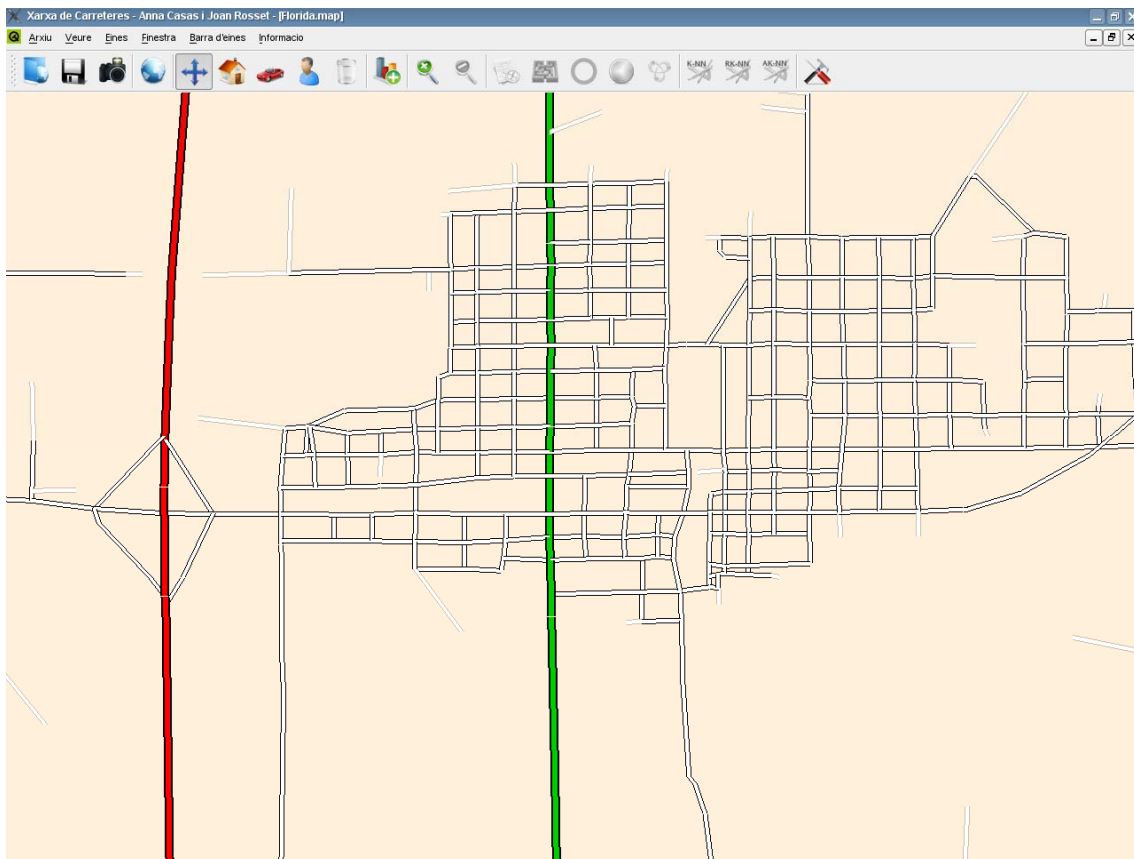 Xarxa de Carreteres - Anna Casas i Joan Rosset - [Florida.map]
Arxiu Veure Eines Finestra Barra d'eines Informacio
K-NN RK-NN AK-NN